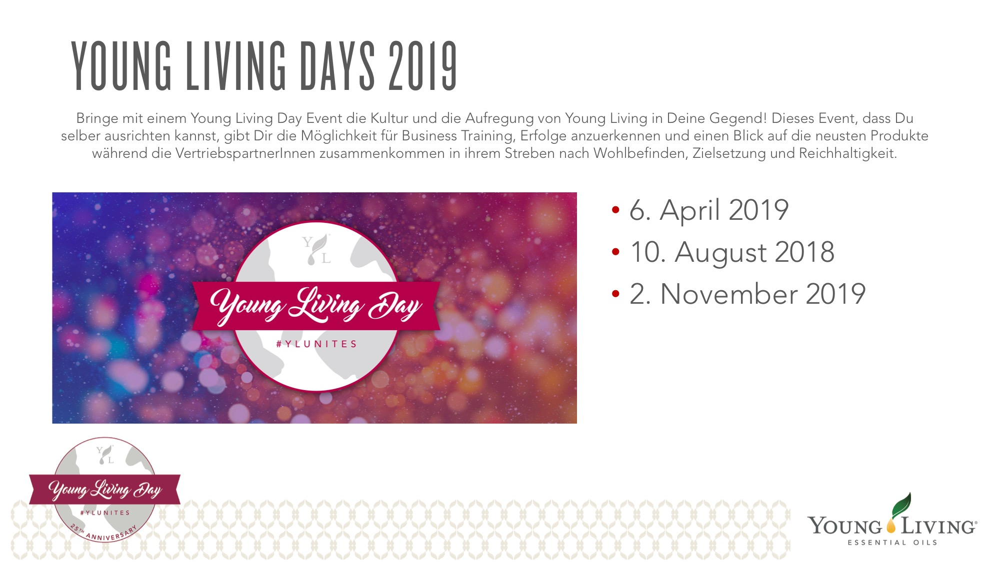 YOUNG LIVING DAYS 2019
Bringe mit einem Young Living Day Event die Kultur und die Aufregung von Young Living in Deine Gegend! Dieses Event, dass Du
selber ausrichten kannst, gibt Dir die Möglichkeit für Business Training, Erfolge anzuerkennen und einen Blick auf die neusten Produkte
während die VertriebspartnerInnen zusammenkommen in ihrem Streben nach Wohlbefinden, Zielsetzung und Reichhaltigkeit.
• 6. April 2019
• 10. August 2018
• 2. November 2019
Y L
Young Living Day
#YLUNITES
Y L
Young Living Day
#YLUNITES
25TH ANNIVERSARY
YOUNG LIVING®
ESSENTIAL OILS